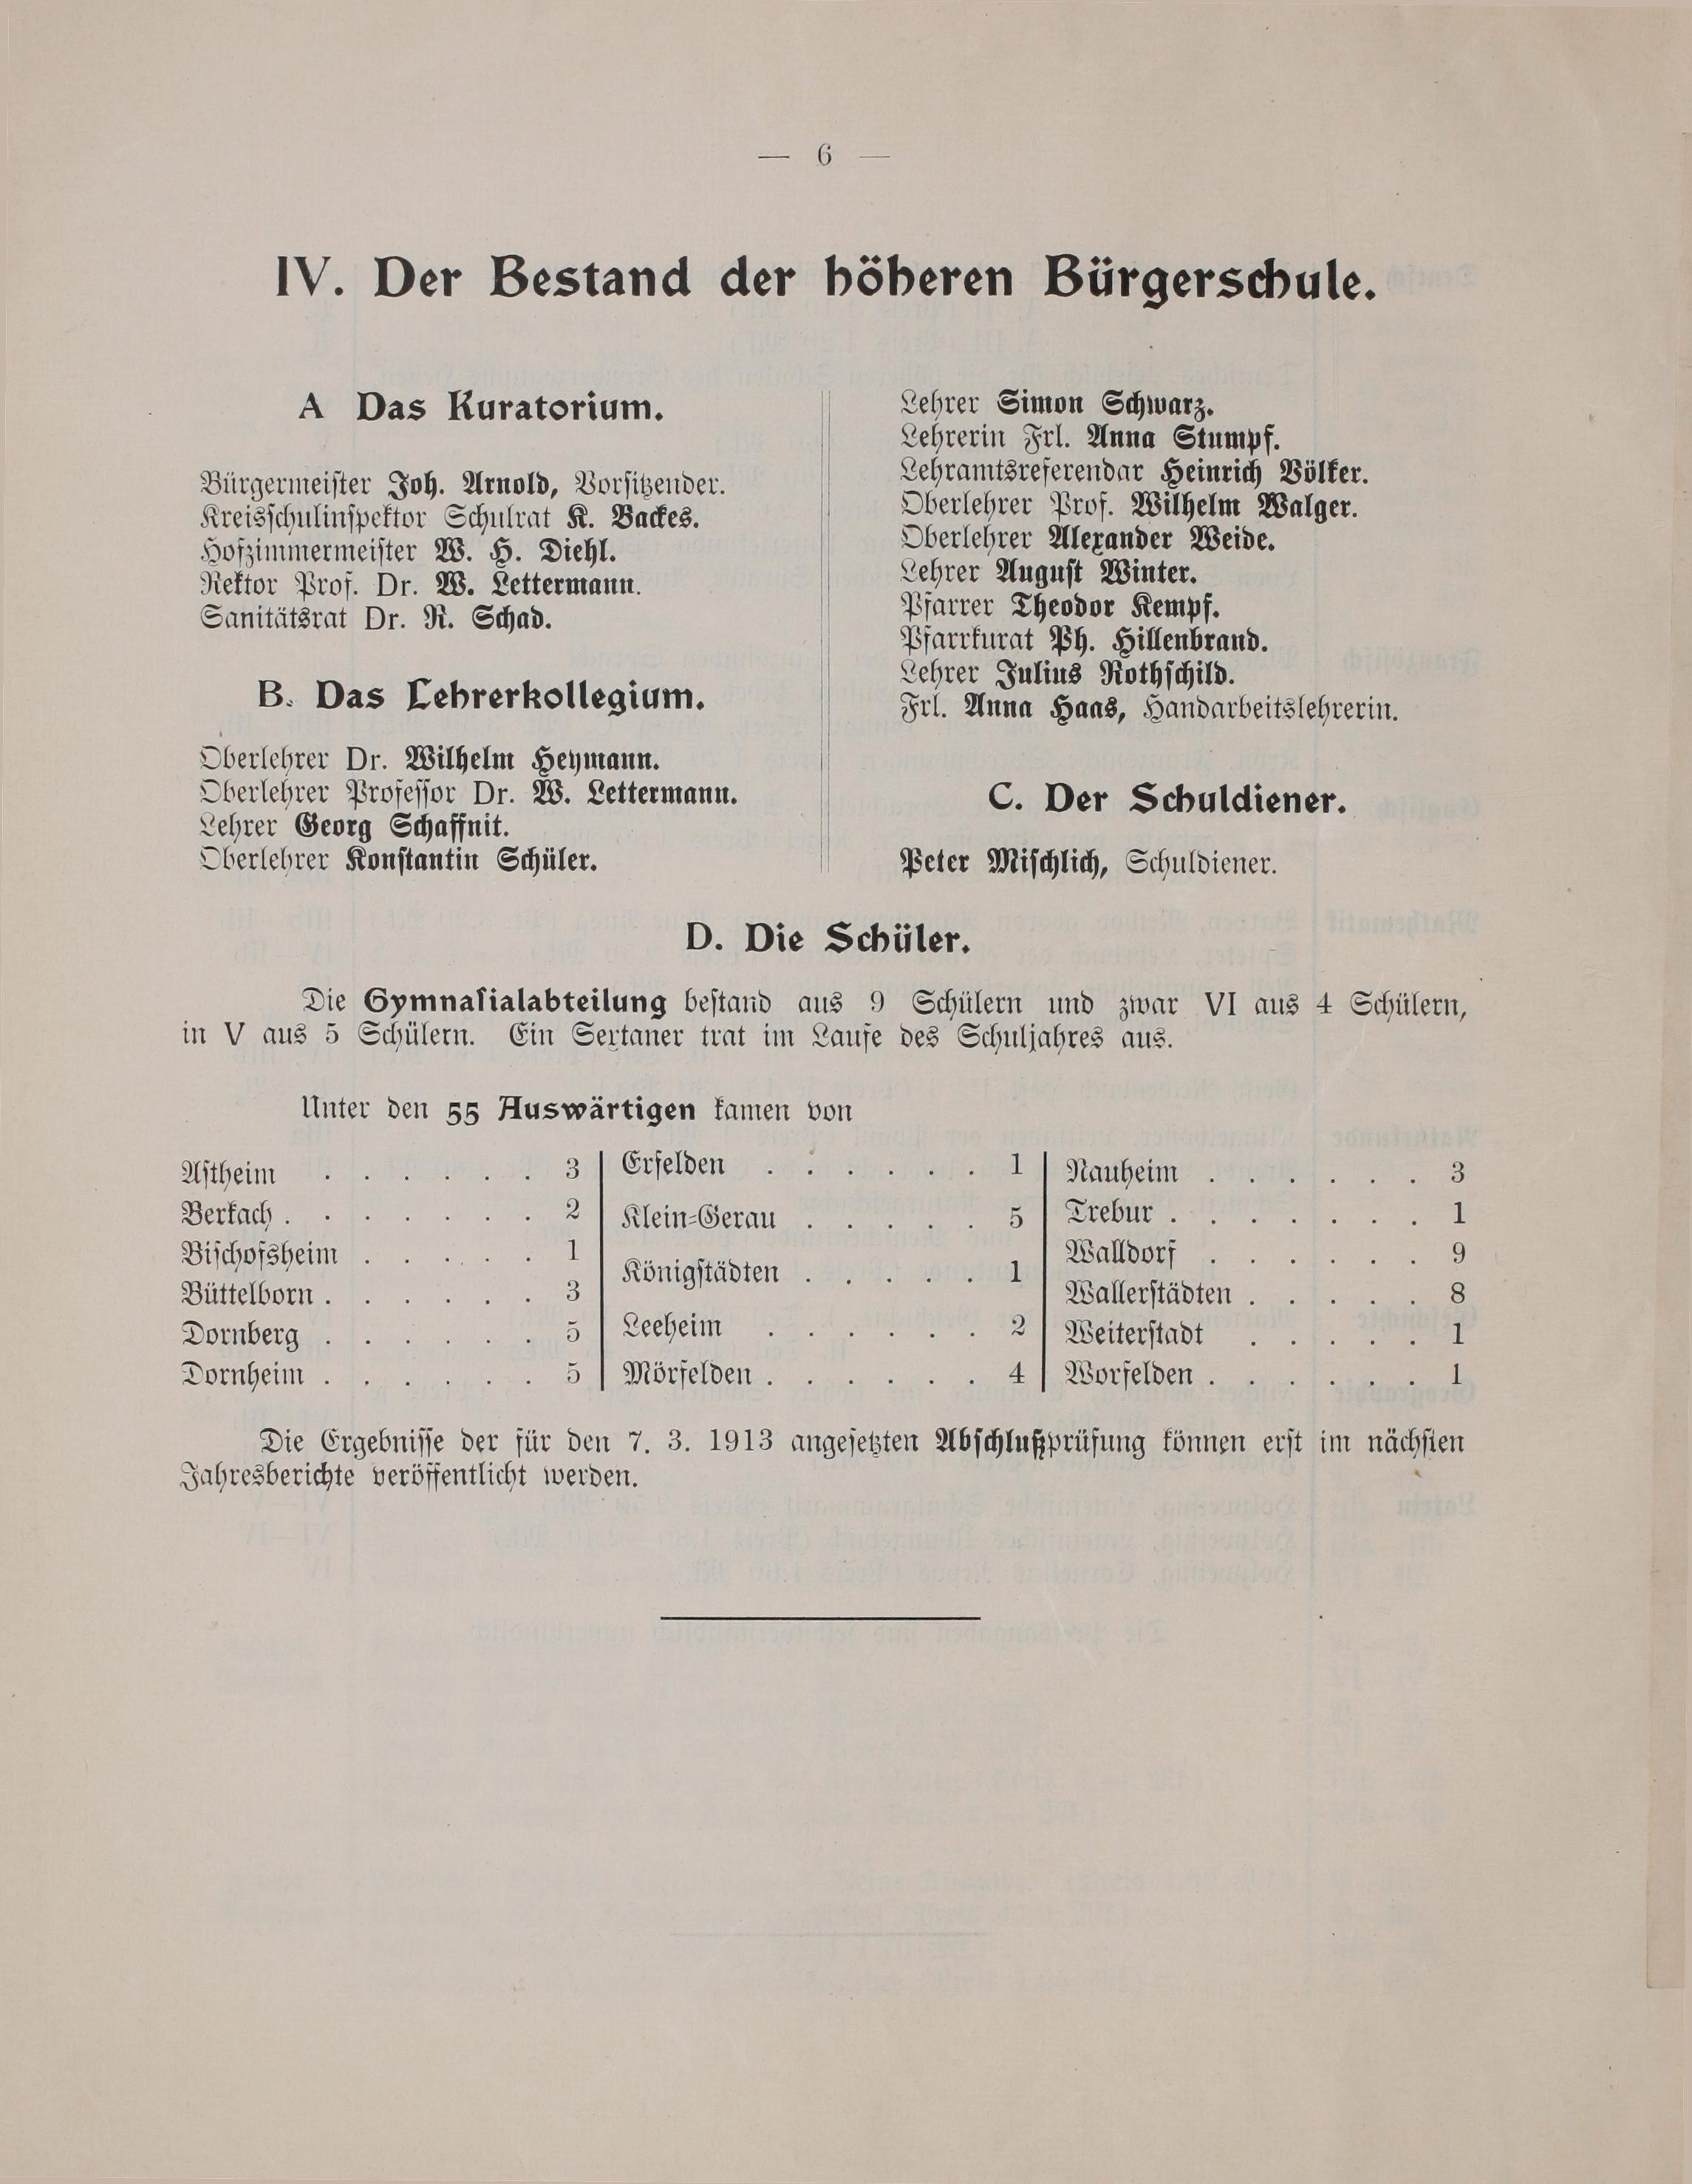 — 6 —
IV. Der Bestand der höheren Bürgerschule.
A Das Kuratorium.
Bürgermeister Joh. Arnold, Vorsitzender.
Kreisschulinspektor Schulrat K. Backes.
Hofzimmermeister W. H. Diehl.
Rektor Prof. Dr. W. Lettermann.
Sanitätsrat Dr. R. Schad.
B. Das Lehrerkollegium.
Oberlehrer Dr. Wilhelm Heymann.
Oberlehrer Professor Dr. W. Lettermann.
Lehrer Georg Schaffnit.
Oberlehrer Konstantin Schüler.
Lehrer Simon Schwarz.
Lehrerin Frl. Anna Stumpf.
Lehramtsreferendar Heinrich Völker.
Oberlehrer Prof. Wilhelm Walger.
Oberlehrer Alexander Weide.
Lehrer August Winter.
Pfarrer Theodor Kempf.
Pfarrkurat Ph. Hillenbrand.
Lehrer Julius Rothschild.
Frl. Anna Haas, Handarbeitslehrerin.
C. Der Schuldiener.
Peter Mischlich, Schuldiener.
D. Die Schüler.
Die Gymnasialabteilung bestand aus 9 Schülern und zwar VI aus 4 Schülern,
in V aus 5 Schülern. Ein Sextaner trat im Laufe des Schuljahres aus.
Unter den 55 Auswärtigen kamen von
Astheim . . . . . . 3
Berkach . . . . . . . 2
Bischofsheim . . . . . 1
Büttelborn . . . . . . 3
Dornberg . . . . . . 5
Dornheim . . . . . . 5
Erfelden . . . . . . 1
Klein-Gerau . . . . . 5
Königstädten . . . . . 1
Leeheim . . . . . . 2
Mörfelden . . . . . . 4
Nauheim . . . . . . 3
Trebur . . . . . . . 1
Walldorf . . . . . . 9
Wallerstädten . . . . . 8
Weiterstadt . . . . . 1
Worfelden . . . . . . 1
Die Ergebnisse der für den 7. 3. 1913 angesetzten Abschlußprüfung können erst im nächsten
Jahresberichte veröffentlicht werden.